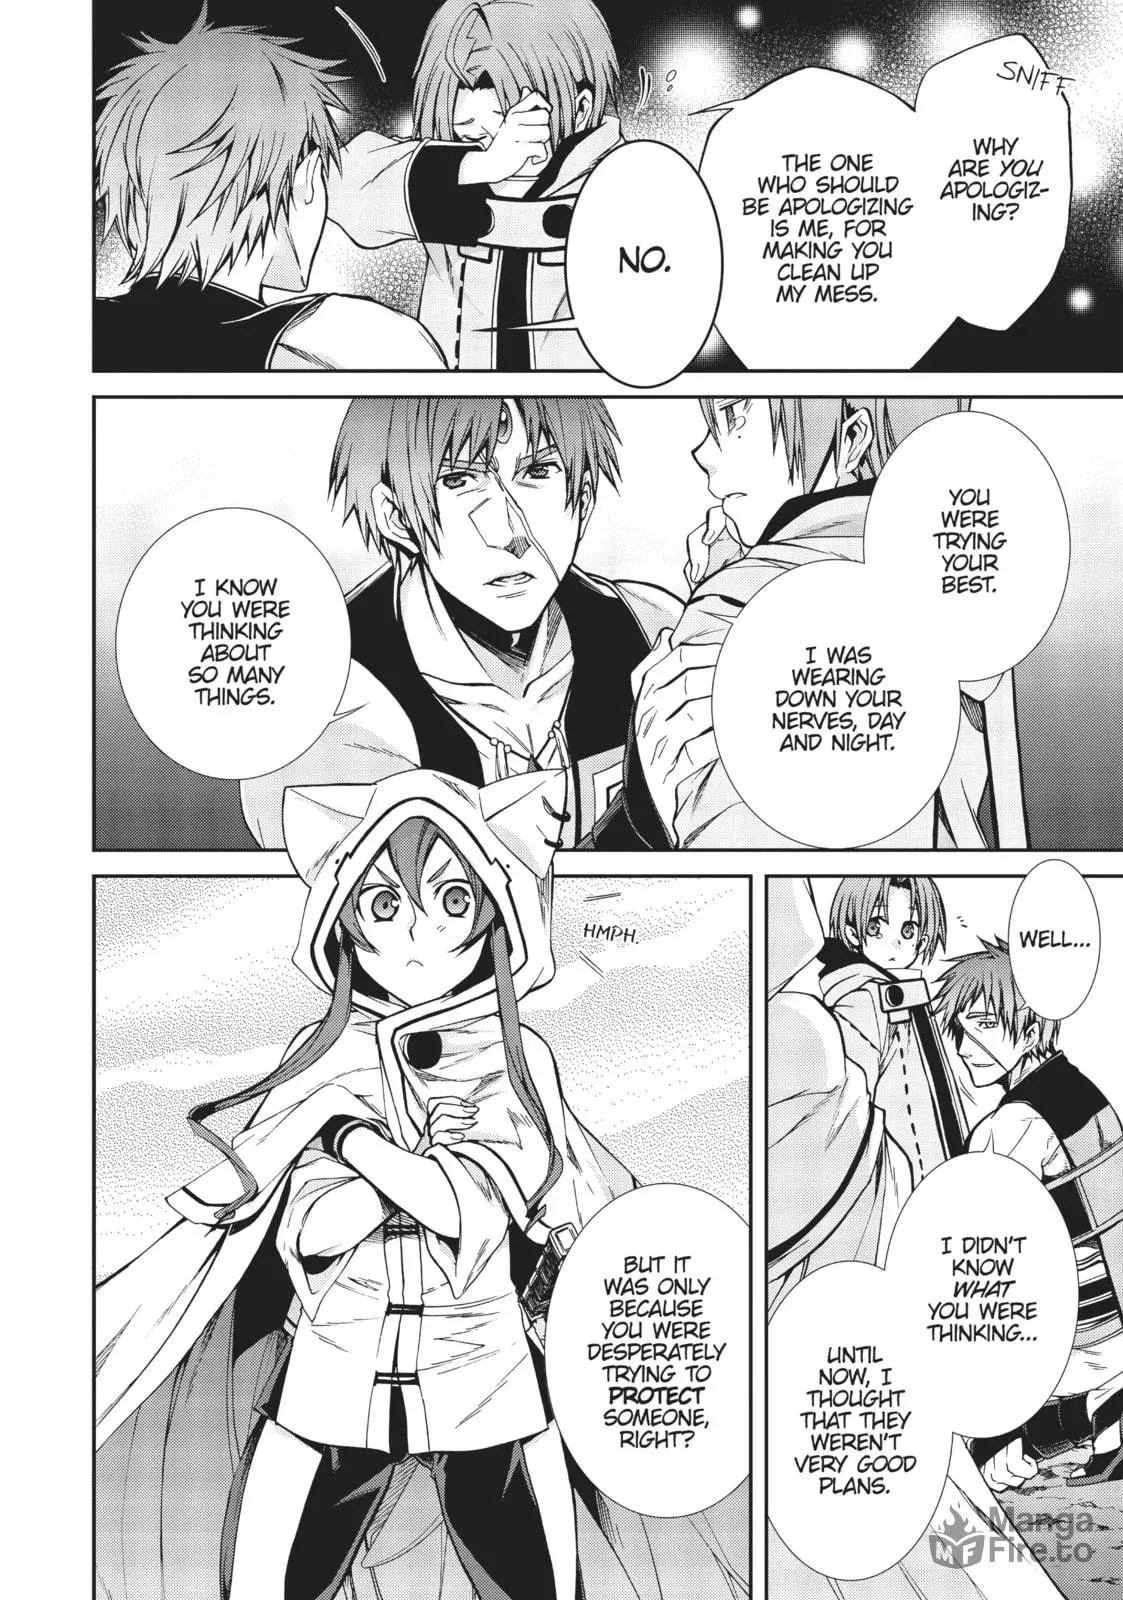 SNIFF
WHY
ARE YOU
APOLOGIZ-
ING?
THE ONE
WHO SHOULD
BE APOLOGIZING
IS ME, FOR
MAKING YOU
CLEAN UP
MY MESS.
NO.
YOU
WERE
TRYING
YOUR
BEST.
I WAS
WEARING
DOWN YOUR
NERVES, DAY
AND NIGHT.
I KNOW
YOU WERE
THINKING
ABOUT
SO MANY
THINGS.
WELL...
I DIDN'T
KNOW
WHAT
YOU WERE
THINKING...
UNTIL
NOW, I
THOUGHT
THAT THEY
WEREN'T
VERY GOOD
PLANS.
HMPH.
BUT IT
WAS ONLY
BECAUSE
YOU WERE
DESPERATELY
TRYING TO
PROTECT
SOMEONE,
RIGHT?
MF
Manga
Fire.to